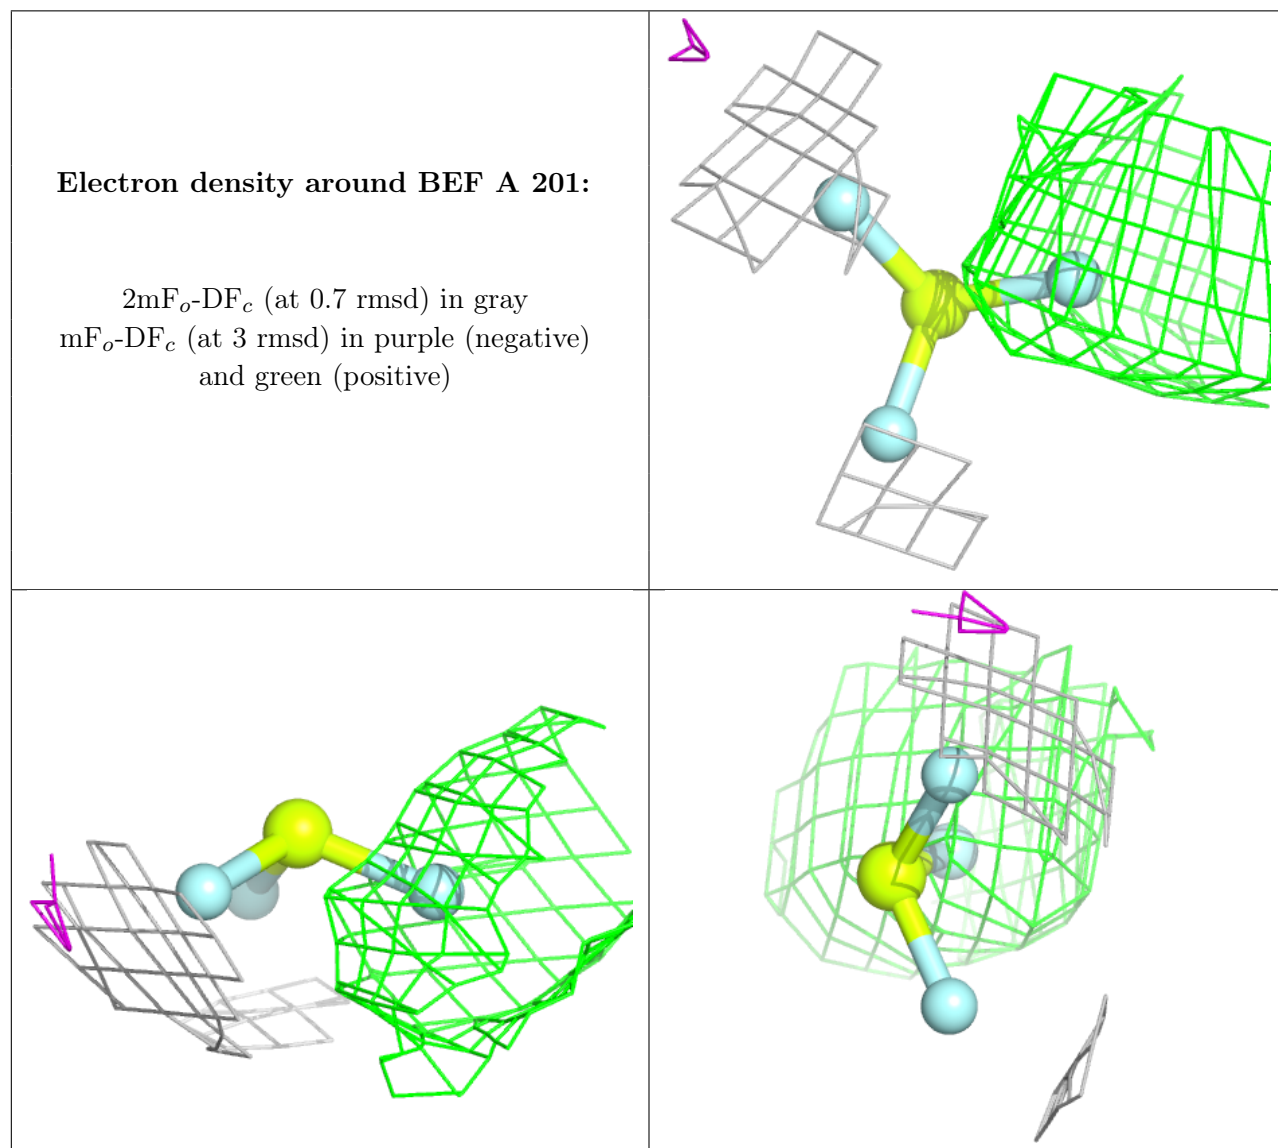 Electron density around BEF A 201:
2mFo-DFc (at 0.7 rmsd) in gray
mFo-DFc (at 3 rmsd) in purple (negative)
and green (positive)